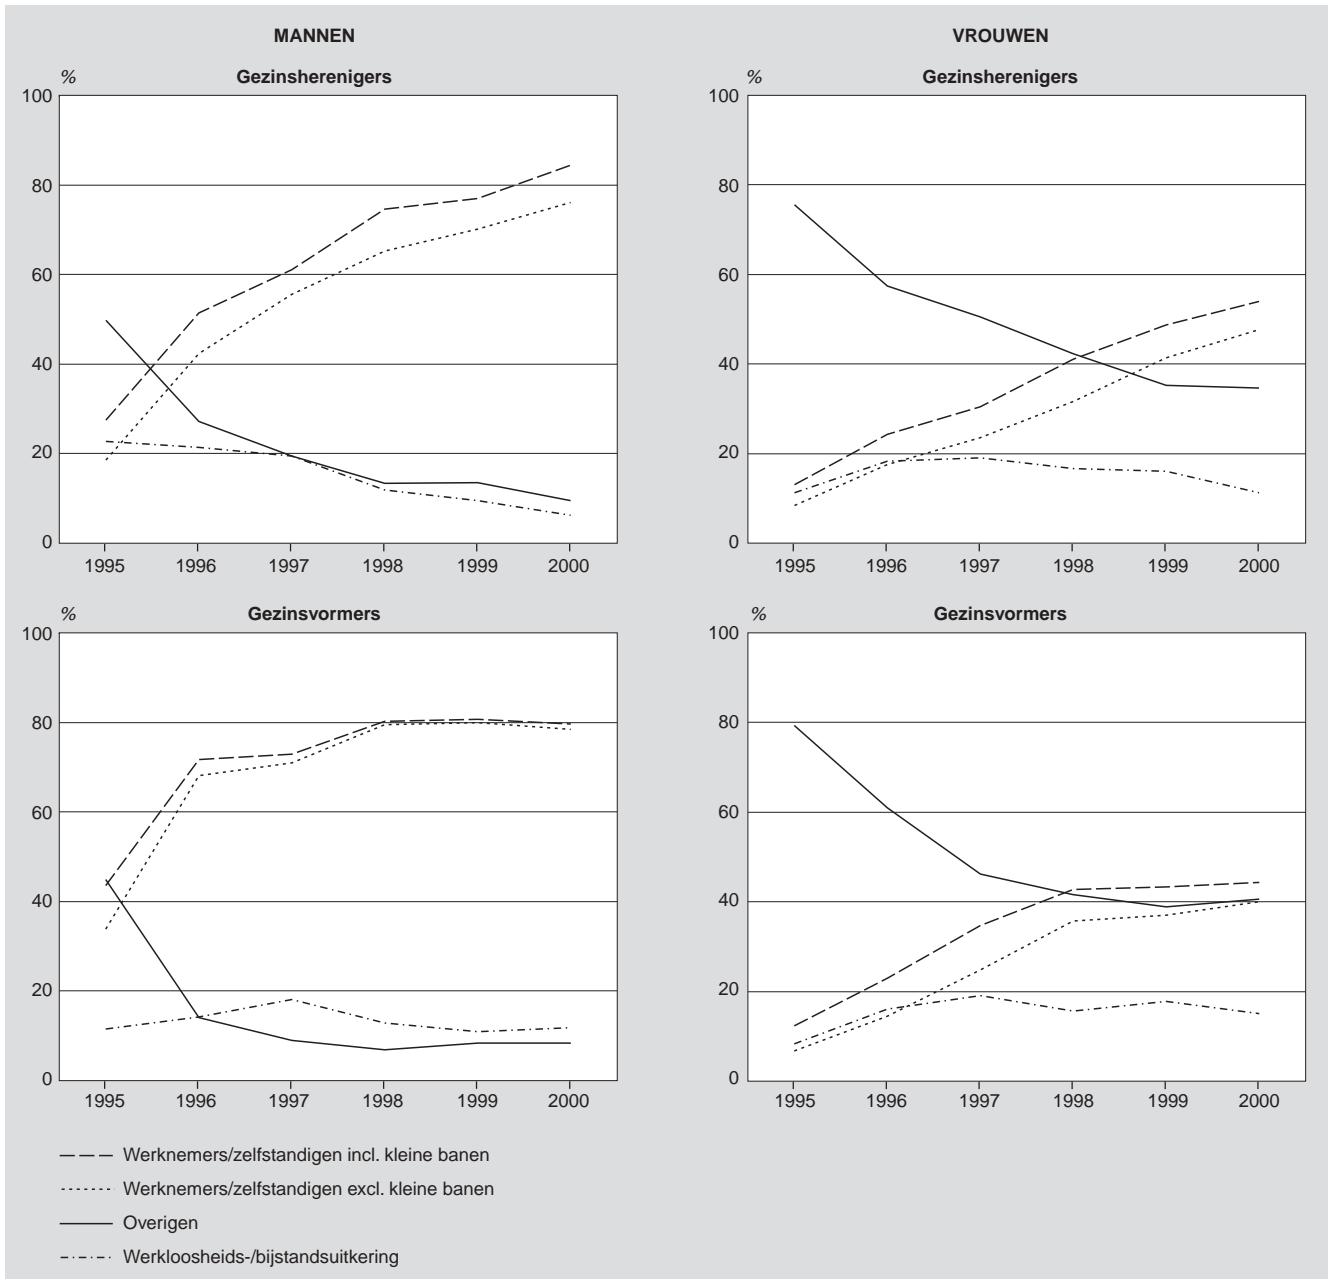 MANNEN
% Gezinsherenigers
100
80
60
40
20
0
1995 1996 1997 1998 1999 2000
VROUWEN
% Gezinsherenigers
100
80
60
40
20
0
1995 1996 1997 1998 1999 2000
% Gezinsvormers
100
80
60
40
20
0
1995 1996 1997 1998 1999 2000
% Gezinsvormers
100
80
60
40
20
0
1995 1996 1997 1998 1999 2000
Werknemers/zelfstandigen incl. kleine banen
Werknemers/zelfstandigen excl. kleine banen
Overigen
Werkloosheids-/bijstandsuitkering